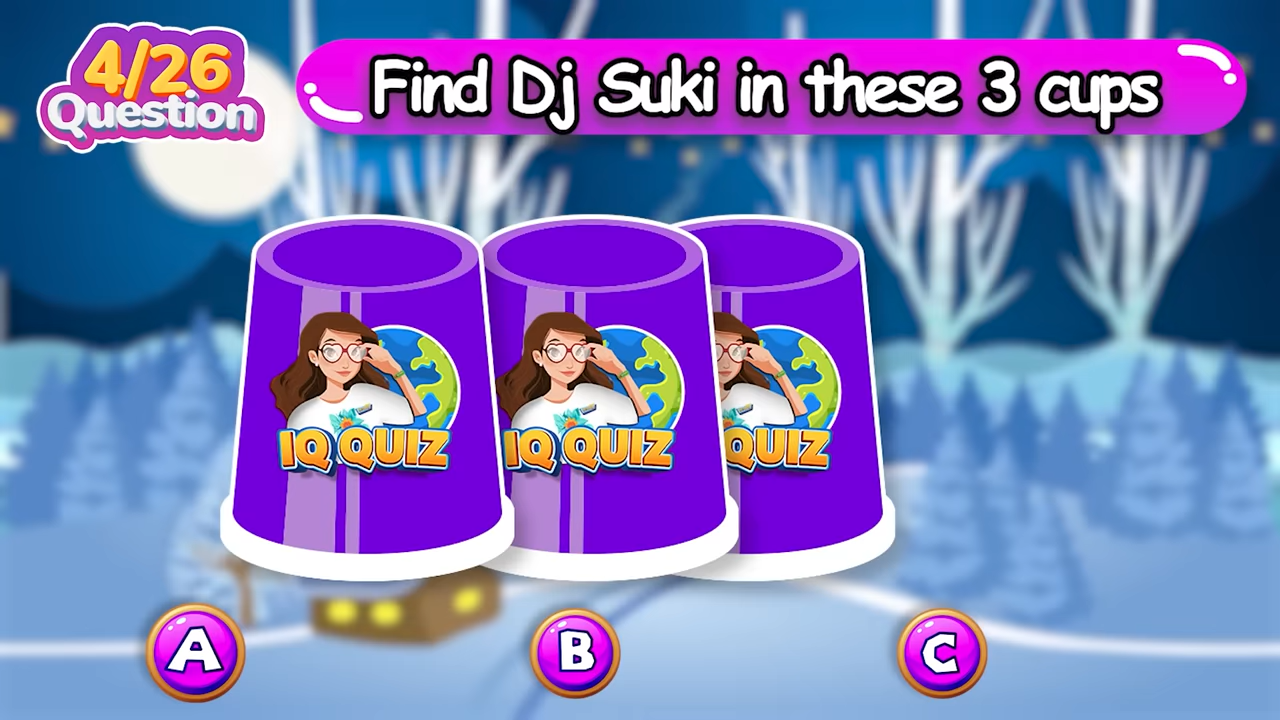 4/26
Question
Find Dj Suki in these 3 cups
IQ QUIZ
IQ QUIZ
QUIZ
A
B
C